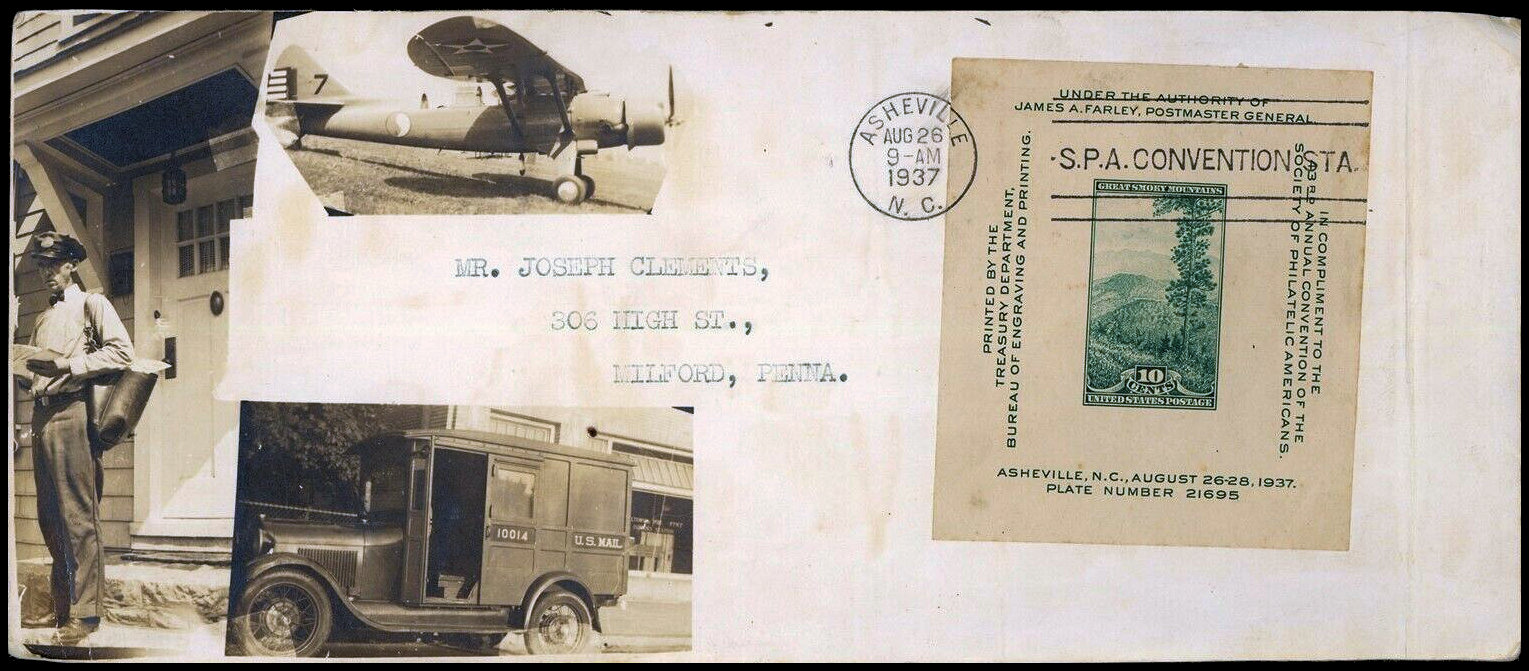 7
ASHEVILLE
AUG 26
9-AM
1937
N. C.
S.P.A. CONVENTION STA.
MR. JOSEPH CLEMENTS,
306 HIGH ST.,
MILFORD, PENNA.
10014
U.S. MAIL
UNDER THE AUTHORITY OF
JAMES A. FARLEY, POSTMASTER GENERAL
PRINTED BY THE
TREASURY DEPARTMENT,
BUREAU OF ENGRAVING AND PRINTING.
GREAT SMOKY MOUNTAINS
10
CENTS
UNITED STATES POSTAGE
IN COMPLIMENT TO THE
43RD ANNUAL CONVENTION OF THE
SOCIETY OF PHILATELIC AMERICANS.
ASHEVILLE, N.C., AUGUST 26-28, 1937.
PLATE NUMBER 21695